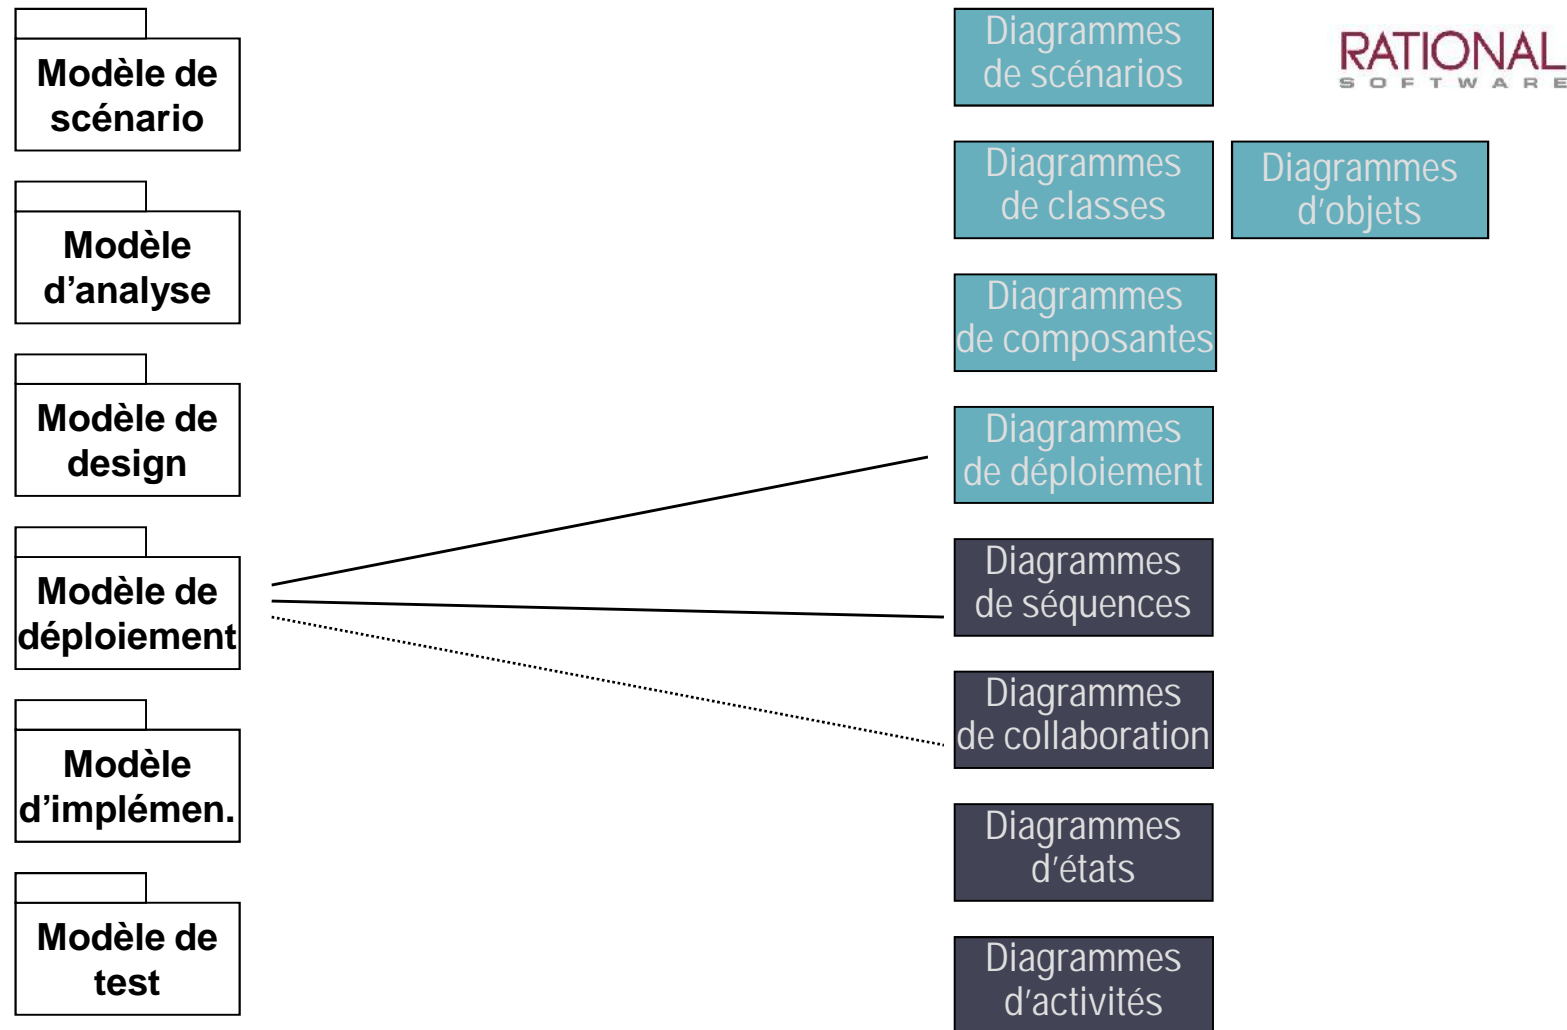 Modèle de
scénario
Modèle
d’analyse
Modèle de
design
Modèle de
déploiement
Modèle
d’implémen.
Modèle de
test
Diagrammes
de scénarios
Diagrammes
de classes
Diagrammes
d’objets
Diagrammes
de composantes
Diagrammes
de déploiement
Diagrammes
de séquences
Diagrammes
de collaboration
Diagrammes
d’états
Diagrammes
d’activités
RATIONAL
SOFTWARE